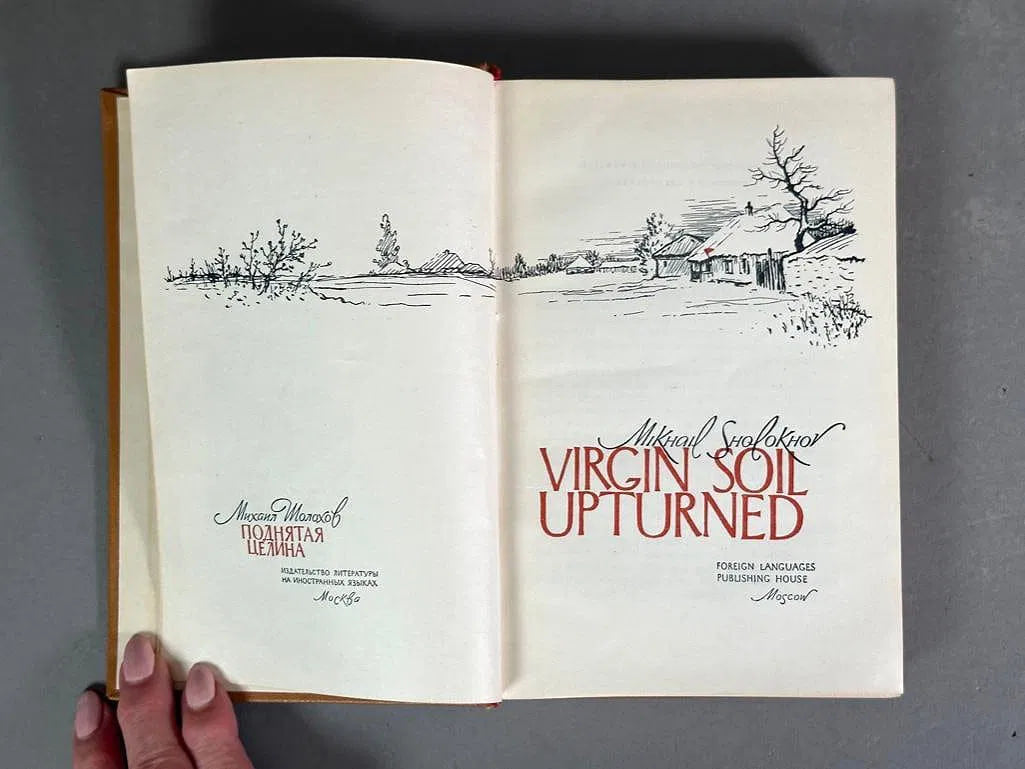 Михаил Шолохов
ПОДНЯТАЯ
ЦЕЛИНА
ИЗДАТЕЛЬСТВО ЛИТЕРАТУРЫ
НА ИНОСТРАННЫХ ЯЗЫКАХ
Москва
Mikhail Sholokhov
VIRGIN SOIL
UPTURNED
FOREIGN LANGUAGES
PUBLISHING HOUSE
Moscow